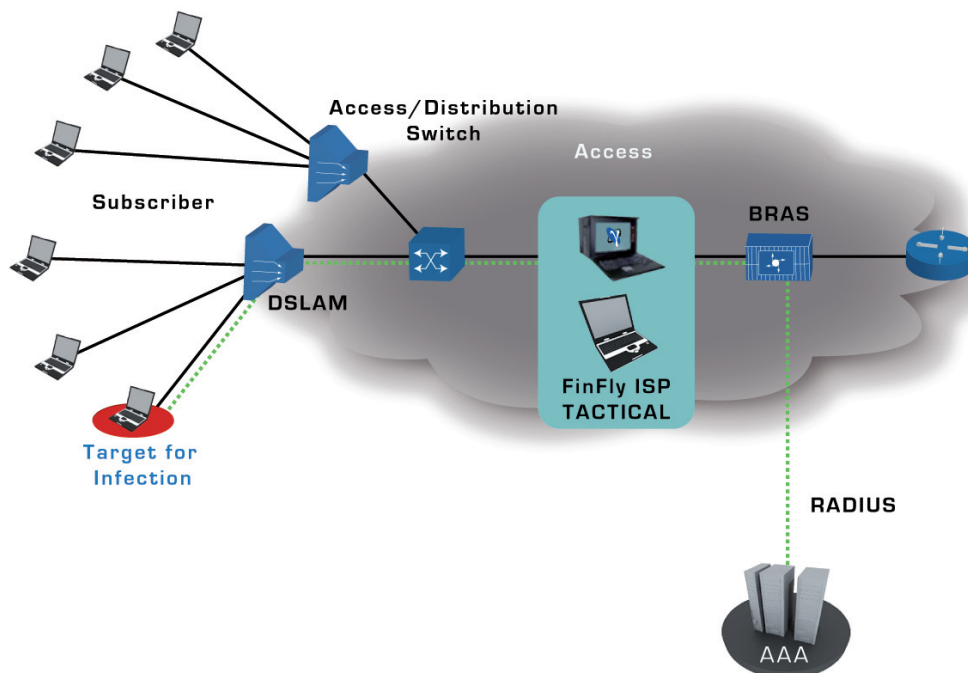 Access/Distribution
Switch
Access
Subscriber
BRAS
DSLAM
FinFly ISP
TACTICAL
Target for
Infection
RADIUS
AAA